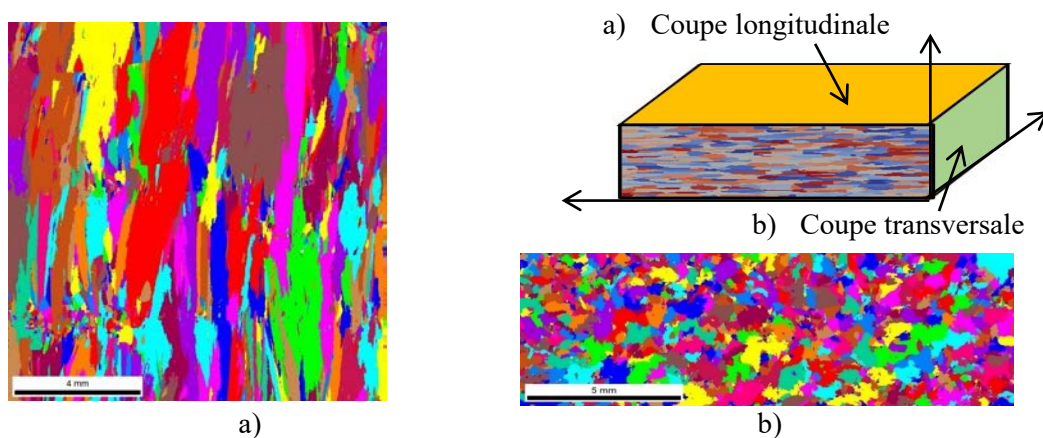 a) Coupe longitudinale
b) Coupe transversale
4 mm
5 mm
a)
b)